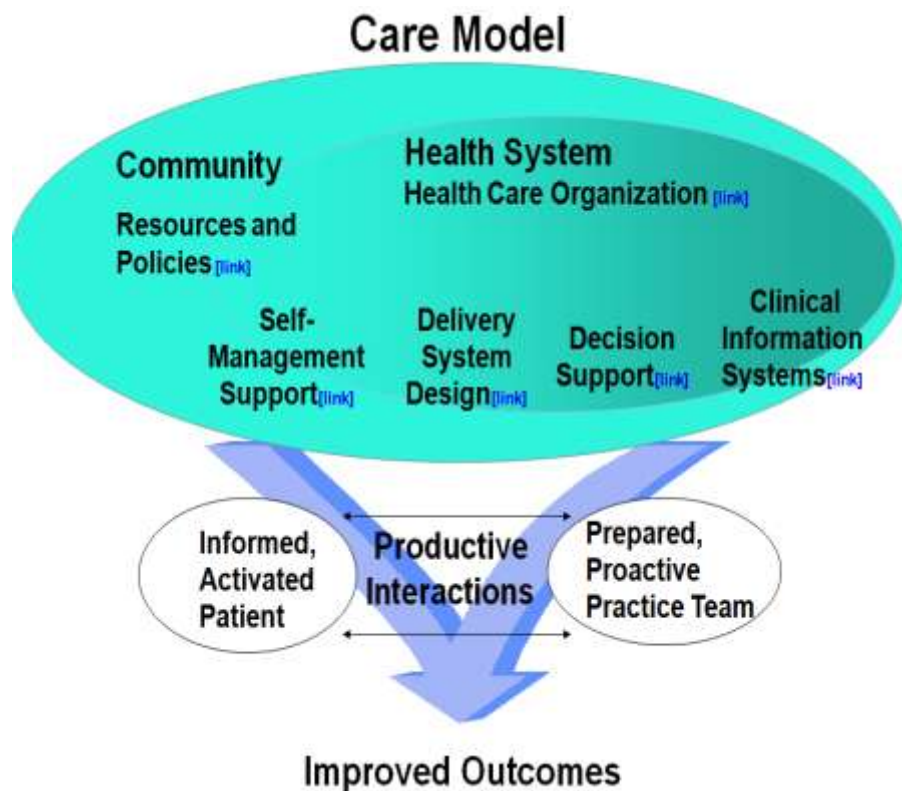 Care Model
Community
Resources and
Policies [link]
Health System
Health Care Organization [link]
Self-
Management
Support[link]
Delivery
System
Design[link]
Decision
Support[link]
Clinical
Information
Systems[link]
Informed,
Activated
Patient
Productive
Interactions
Prepared,
Proactive
Practice Team
Improved Outcomes